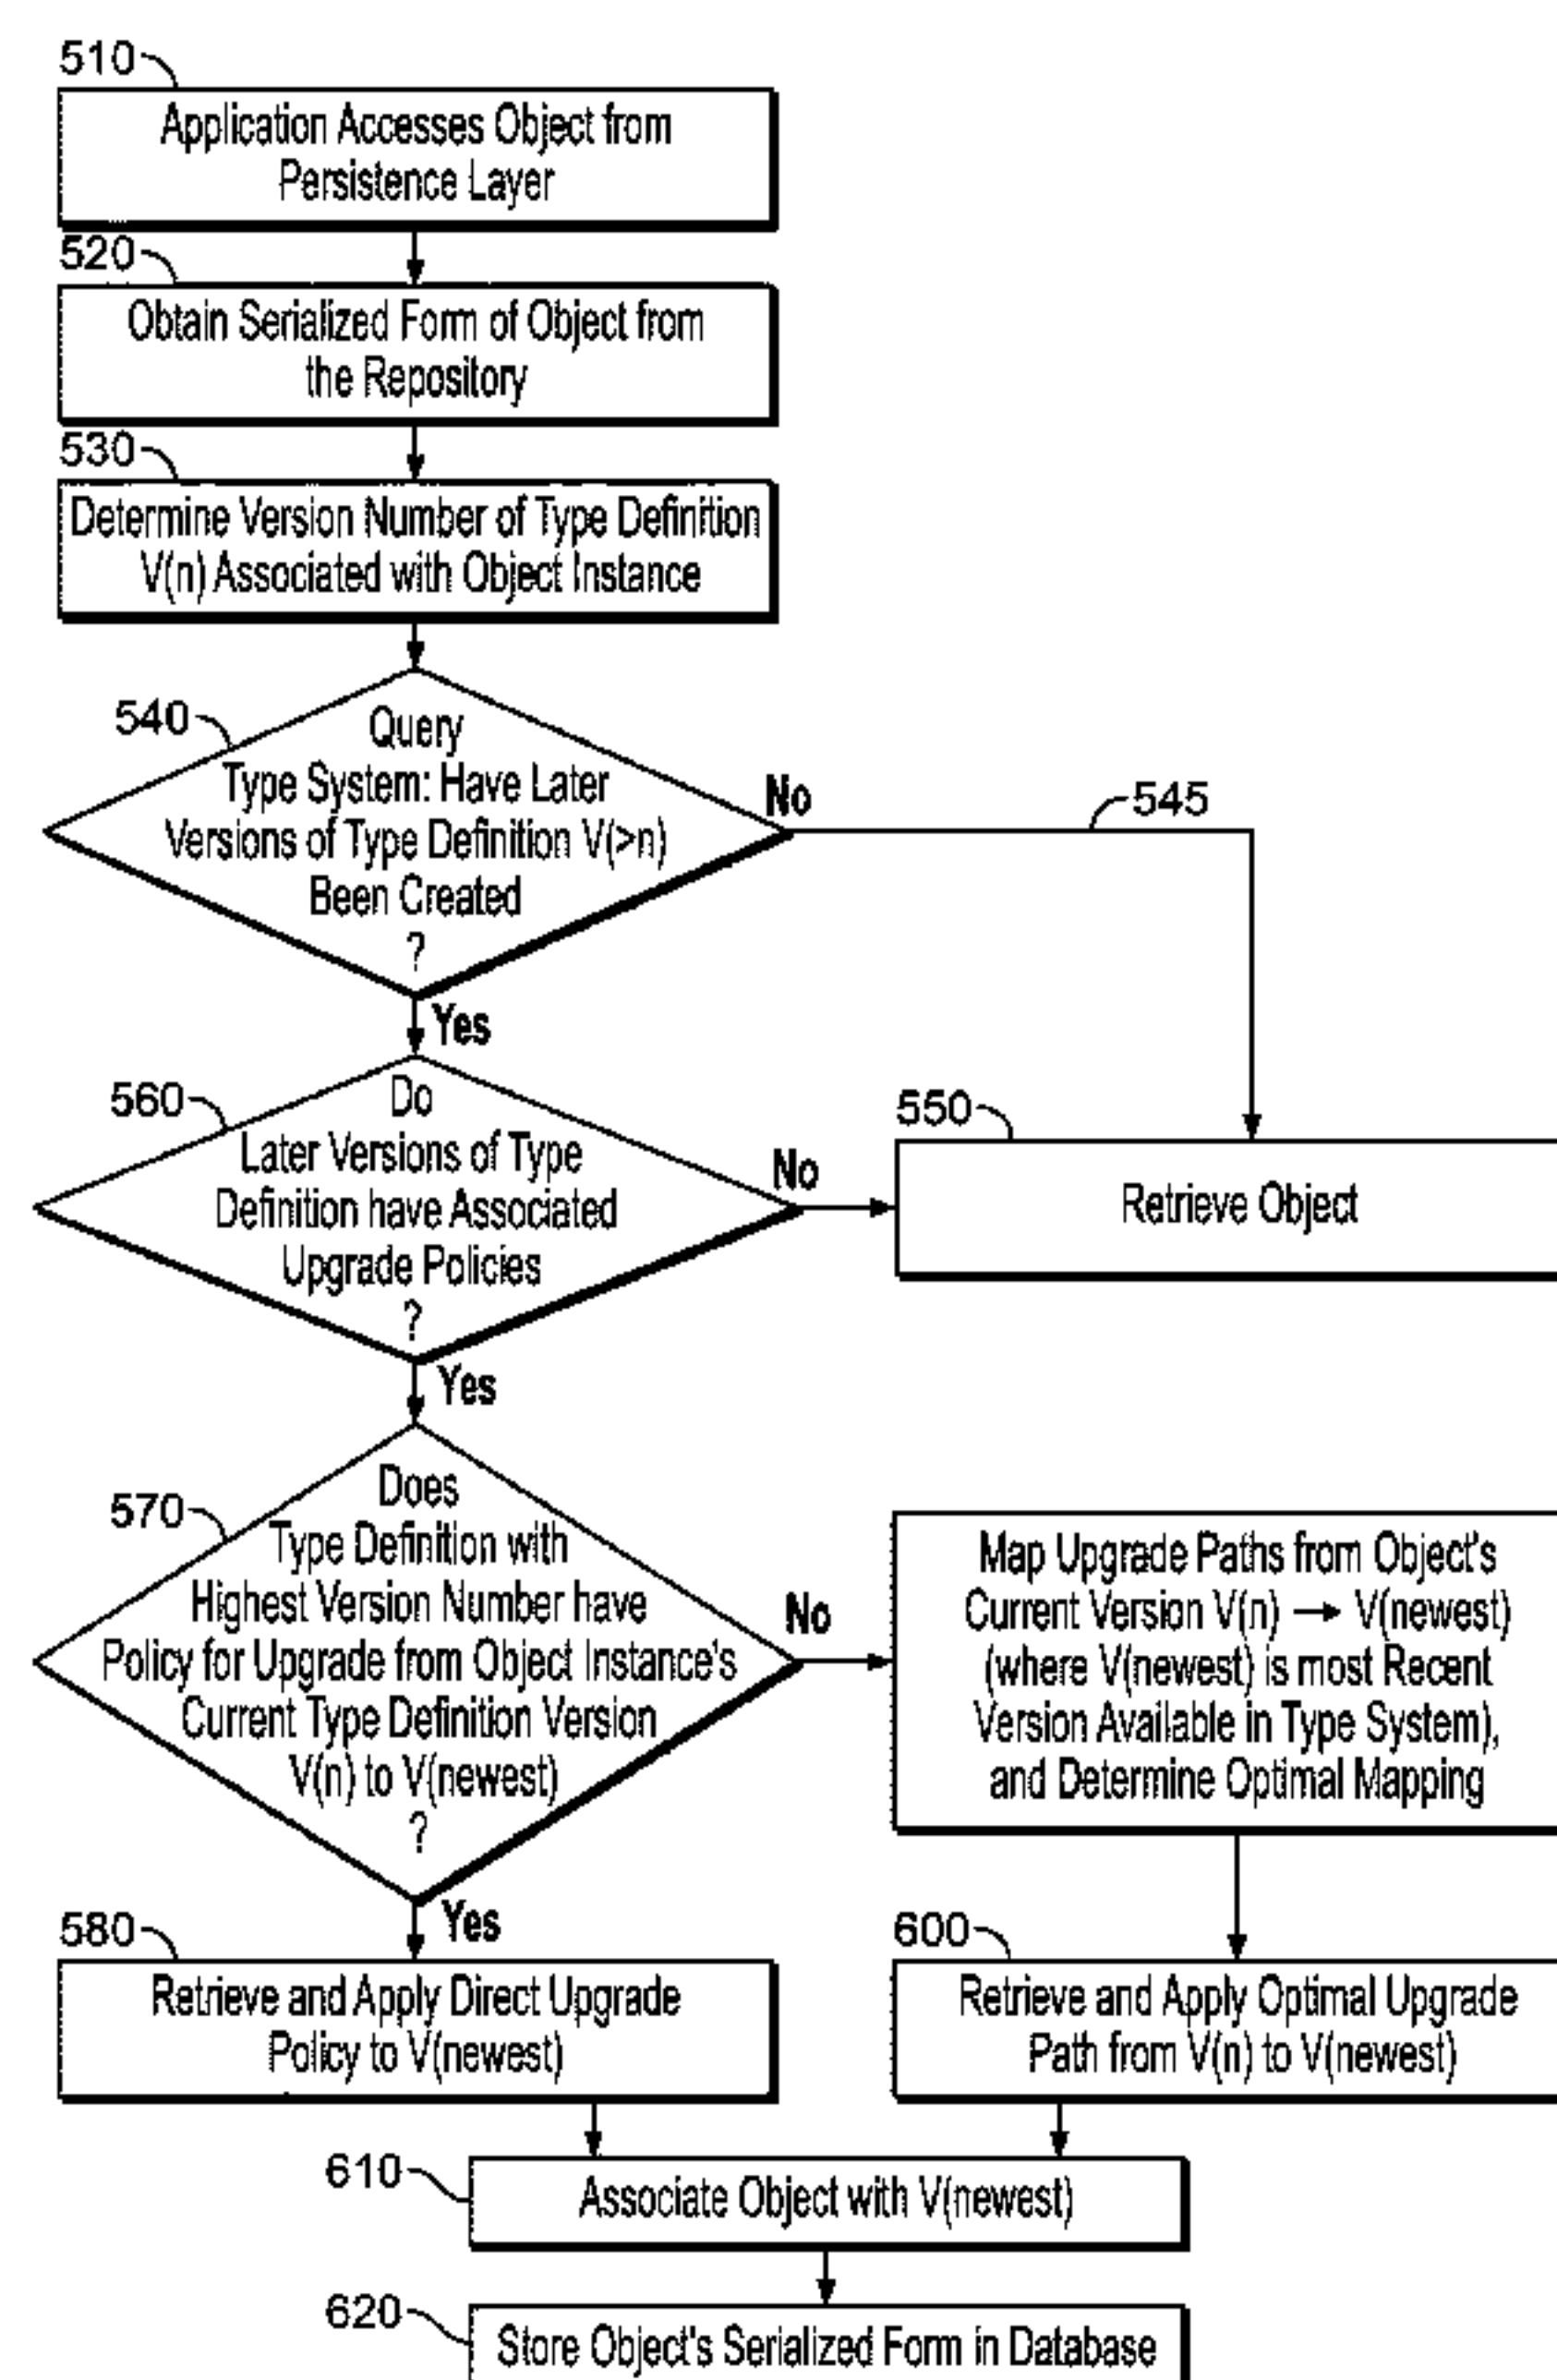 510
Application Accesses Object from
Persistence Layer
520
Obtain Serialized Form of Object from
the Repository
530
Determine Version Number of Type Definition
V(n) Associated with Object Instance
540
Query
Type System: Have Later
Versions of Type Definition V(>n)
Been Created
?
No
545
Yes
560
Do
Later Versions of Type
Definition have Associated
Upgrade Policies
?
No
550
Retrieve Object
Yes
570
Does
Type Definition with
Highest Version Number have
Policy for Upgrade from Object Instance's
Current Type Definition Version
V(n) to V(newest)
?
No
Map Upgrade Paths from Object's
Current Version V(n) → V(newest)
(where V(newest) is most Recent
Version Available in Type System),
and Determine Optimal Mapping
Yes
580
Retrieve and Apply Direct Upgrade
Policy to V(newest)
600
Retrieve and Apply Optimal Upgrade
Path from V(n) to V(newest)
610
Associate Object with V(newest)
620
Store Object's Serialized Form in Database